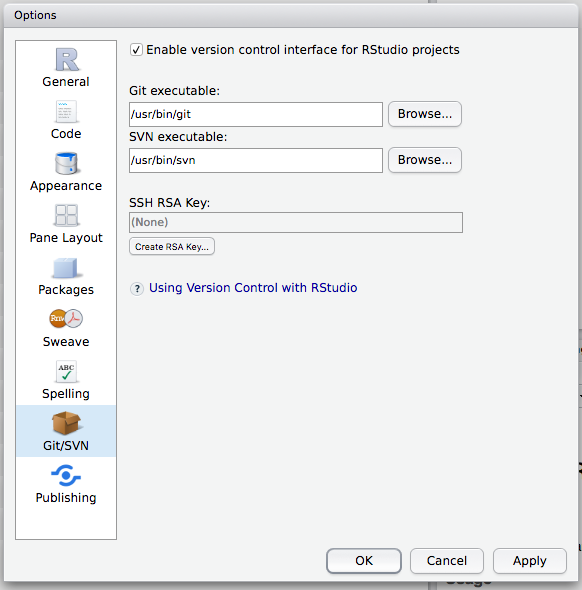 Options
R
General
Code
Appearance
Pane Layout
Packages
Rnw
Sweave
ABC
Spelling
Git/SVN
Publishing
Enable version control interface for RStudio projects
Git executable:
/usr/bin/git
Browse...
SVN executable:
/usr/bin/svn
Browse...
SSH RSA Key:
(None)
Create RSA Key...
? Using Version Control with RStudio
OK
Cancel
Apply
Usage